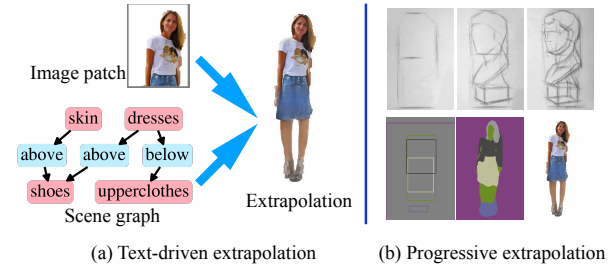 Image patch
skin
dresses
above
above
below
shoes
upperclothes
Scene graph
Extrapolation
(a) Text-driven extrapolation
(b) Progressive extrapolation